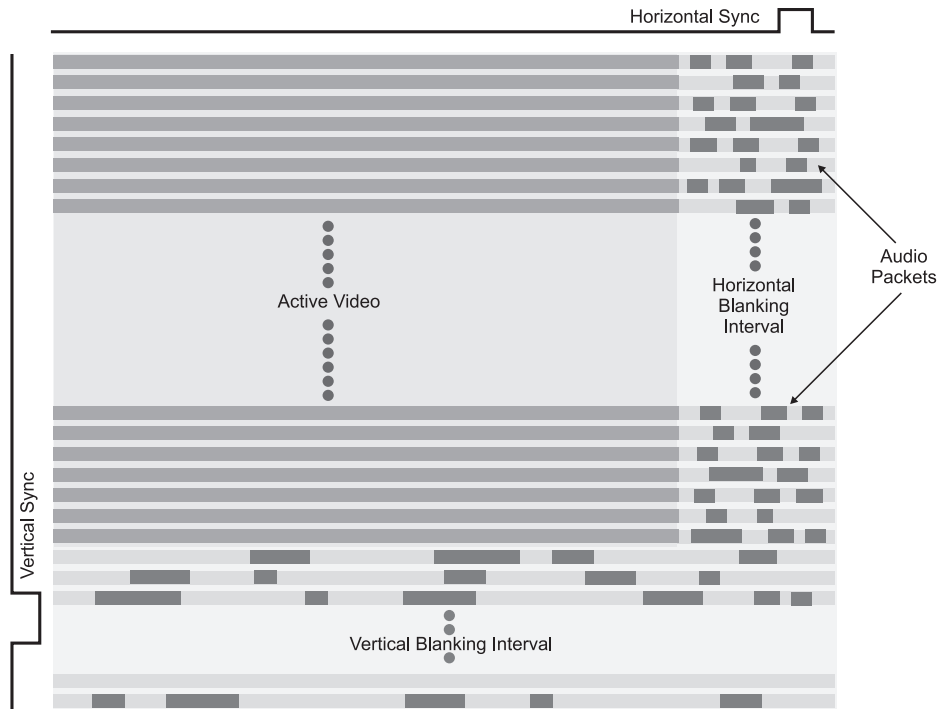 Horizontal Sync
Active Video
Horizontal
Blanking
Interval
Audio
Packets
Vertical Sync
Vertical Blanking Interval